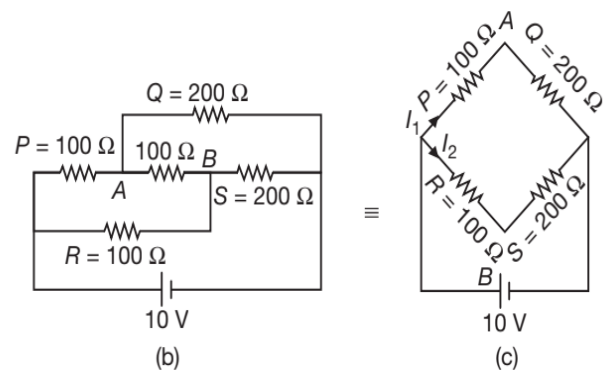 Q = 200 Ω
P = 100 Ω
100 Ω
B
A
S = 200 Ω
R = 100 Ω
10 V
(b)
≡
A
P = 100 Ω
Q = 200 Ω
I₁
I₂
R = 100 Ω
S = 200 Ω
B
10 V
(c)